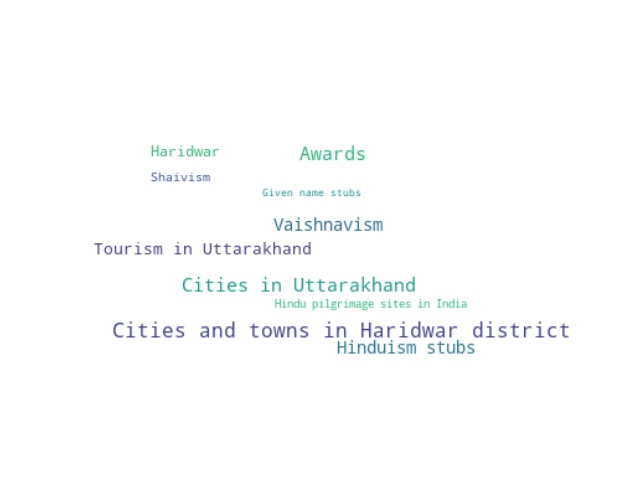 Haridwar
Awards
Shaivism
Given name stubs
Vaishnavism
Tourism in Uttarakhand
Cities in Uttarakhand
Hindu pilgrimage sites in India
Cities and towns in Haridwar district
Hinduism stubs